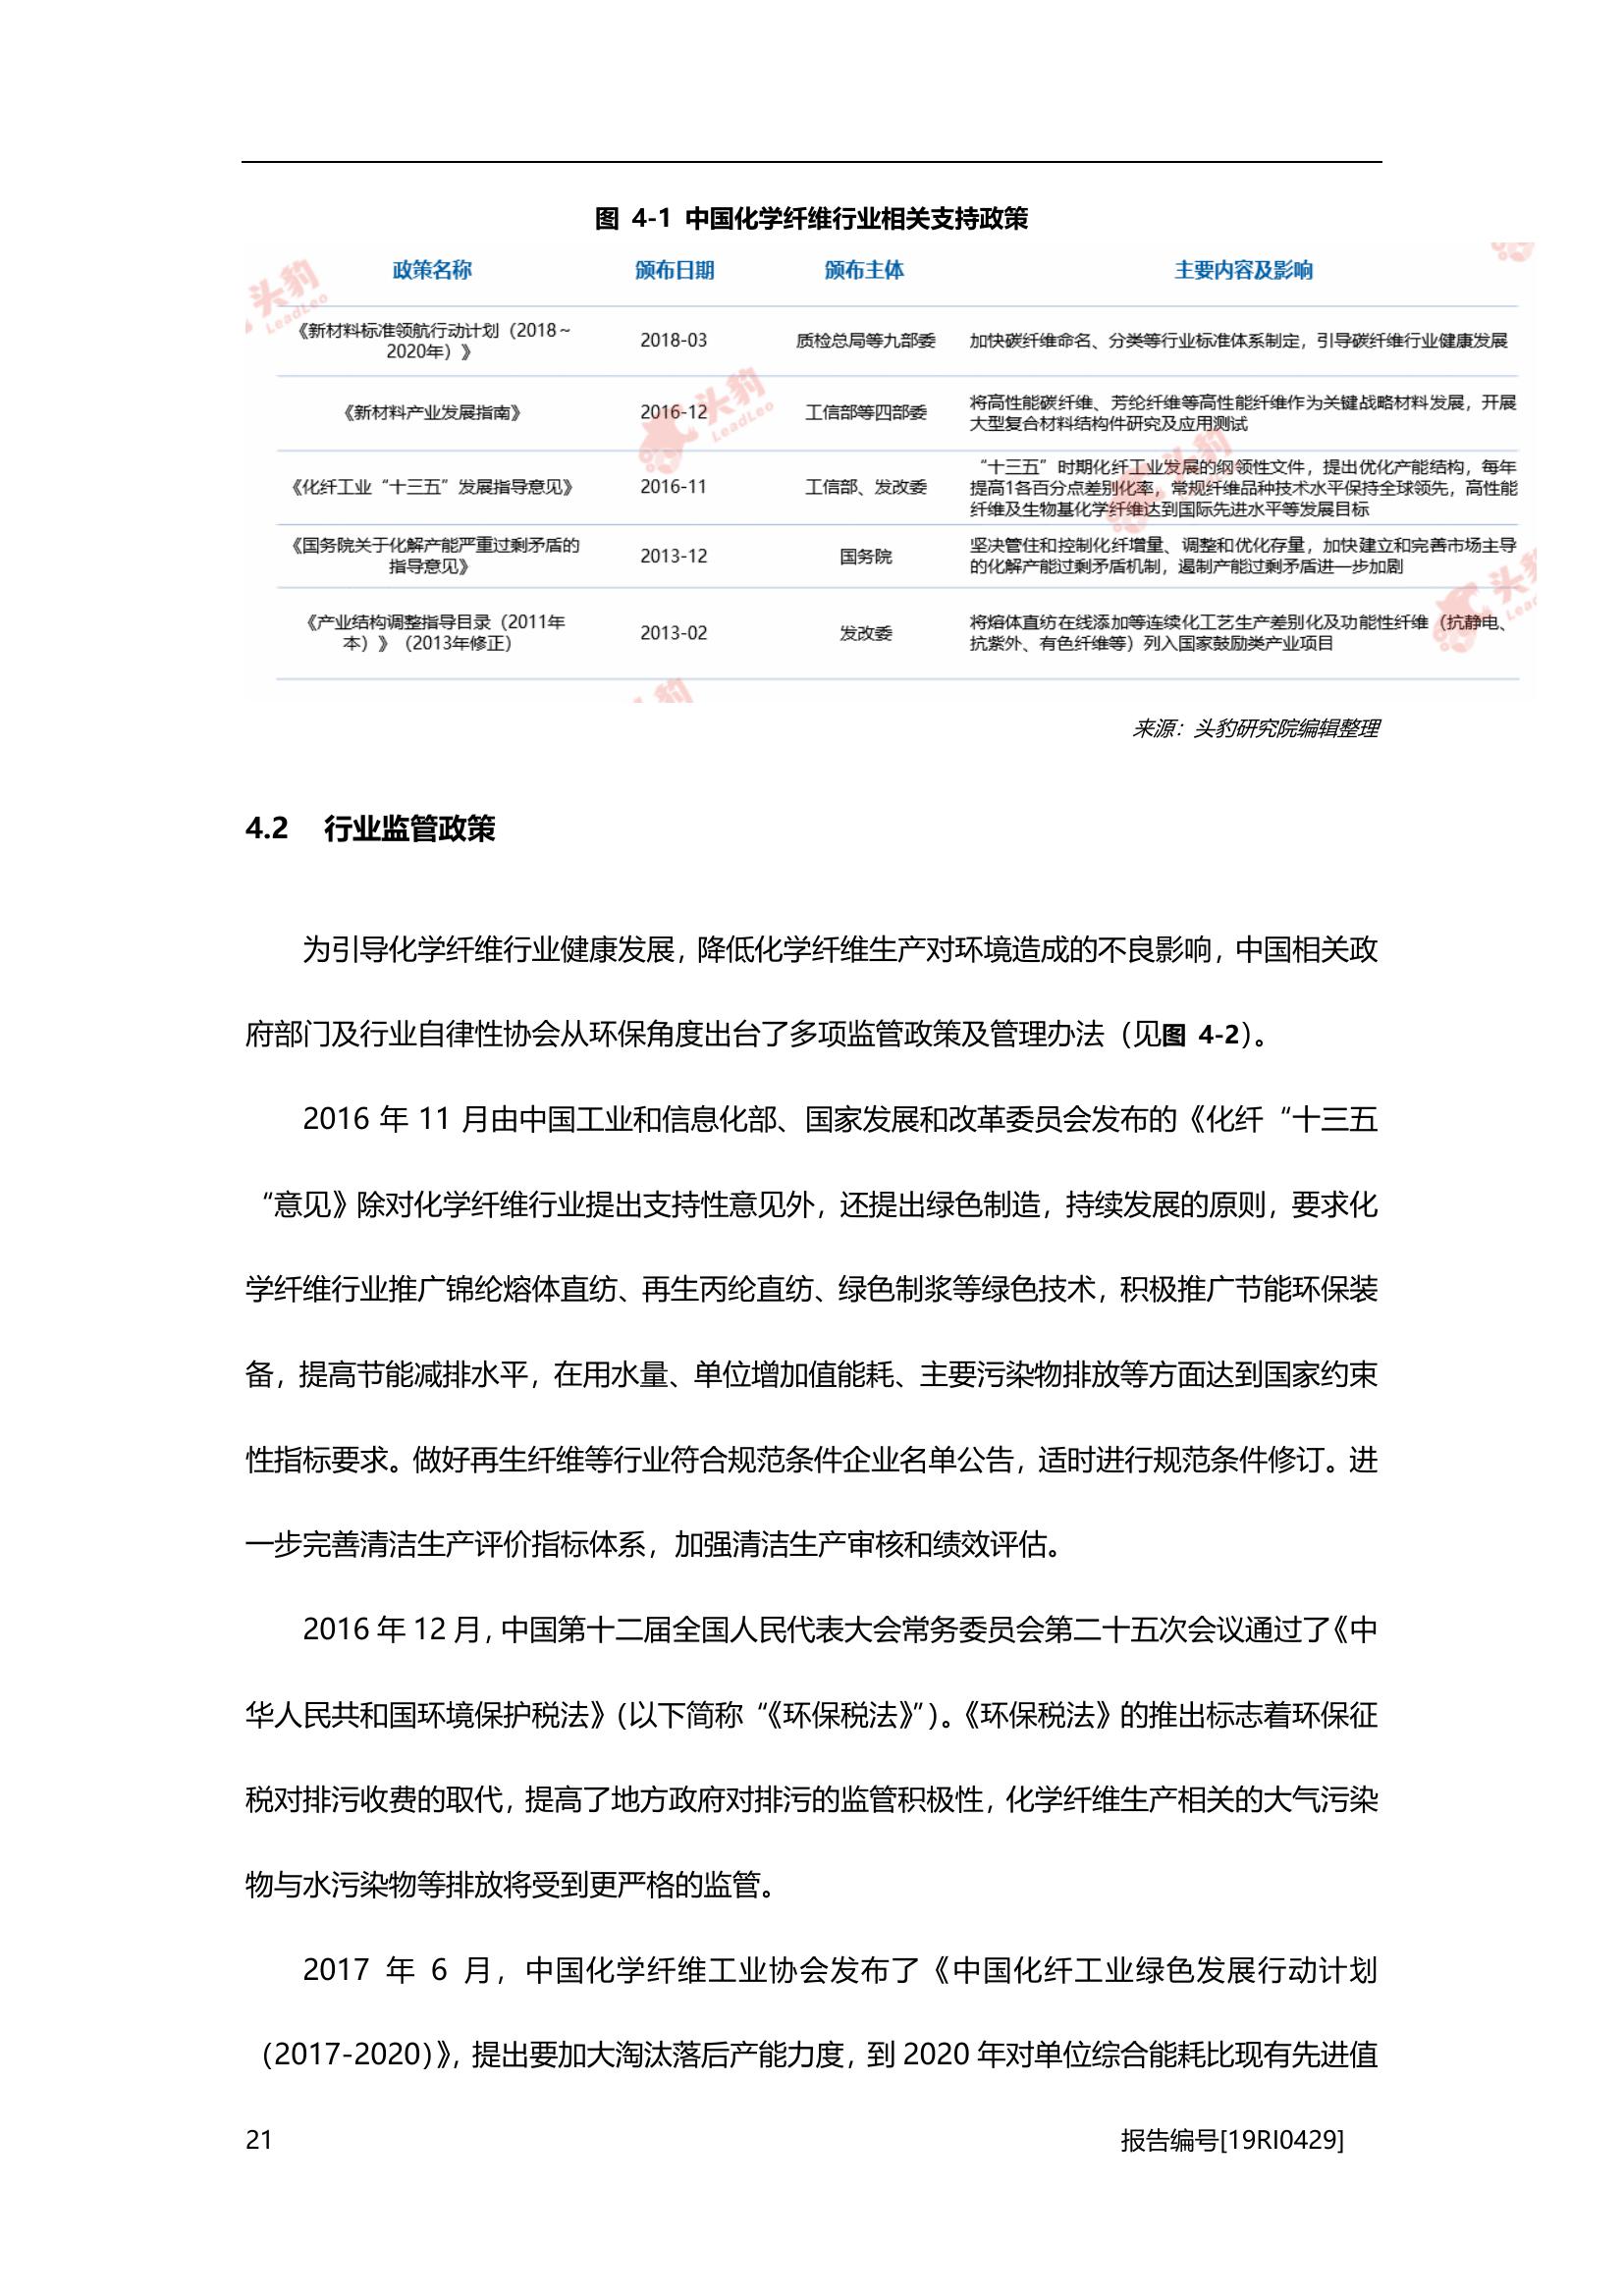 图 4-1 中国化学纤维行业相关支持政策
政策名称 颁布日期 颁布主体 主要内容及影响
《新材料标准领航行动计划（2018～
2020年）》
2018-03 质检总局等九部委 加快碳纤维命名、分类等行业标准体系制定，引导碳纤维行业健康发展
《新材料产业发展指南》 2016-12 工信部等四部委
将高性能碳纤维、芳纶纤维等高性能纤维作为关键战略材料发展，开展
大型复合材料结构件研究及应用测试
《化纤工业“十三五”发展指导意见》 2016-11 工信部、发改委
“十三五”时期化纤工业发展的纲领性文件，提出优化产能结构，每年
提高1各百分点差别化率，常规纤维品种技术水平保持全球领先，高性能
纤维及生物基化学纤维达到国际先进水平等发展目标
《国务院关于化解产能严重过剩矛盾的
指导意见》
2013-12 国务院
坚决管住和控制化纤增量、调整和优化存量，加快建立和完善市场主导
的化解产能过剩矛盾机制，遏制产能过剩矛盾进一步加剧
《产业结构调整指导目录（2011年
本）》（2013年修正）
2013-02 发改委
将熔体直纺在线添加等连续化工艺生产差别化及功能性纤维（抗静电、
抗紫外、有色纤维等）列入国家鼓励类产业项目
头豹
LeadLeo
头豹
LeadLeo
头豹
头豹
来源：头豹研究院编辑整理
4.2 行业监管政策
为引导化学纤维行业健康发展，降低化学纤维生产对环境造成的不良影响，中国相关政
府部门及行业自律性协会从环保角度出台了多项监管政策及管理办法（见图 4-2）。
2016 年 11 月由中国工业和信息化部、国家发展和改革委员会发布的《化纤“十三五
“意见》除对化学纤维行业提出支持性意见外，还提出绿色制造，持续发展的原则，要求化
学纤维行业推广锦纶熔体直纺、再生丙纶直纺、绿色制浆等绿色技术，积极推广节能环保装
备，提高节能减排水平，在用水量、单位增加值能耗、主要污染物排放等方面达到国家约束
性指标要求。做好再生纤维等行业符合规范条件企业名单公告，适时进行规范条件修订。进
一步完善清洁生产评价指标体系，加强清洁生产审核和绩效评估。
2016 年 12 月，中国第十二届全国人民代表大会常务委员会第二十五次会议通过了《中
华人民共和国环境保护税法》（以下简称“《环保税法》”）。《环保税法》的推出标志着环保征
税对排污收费的取代，提高了地方政府对排污的监管积极性，化学纤维生产相关的大气污染
物与水污染物等排放将受到更严格的监管。
2017 年 6 月，中国化学纤维工业协会发布了《中国化纤工业绿色发展行动计划
（2017-2020）》，提出要加大淘汰落后产能力度，到 2020 年对单位综合能耗比现有先进值
21 报告编号[19RI0429]